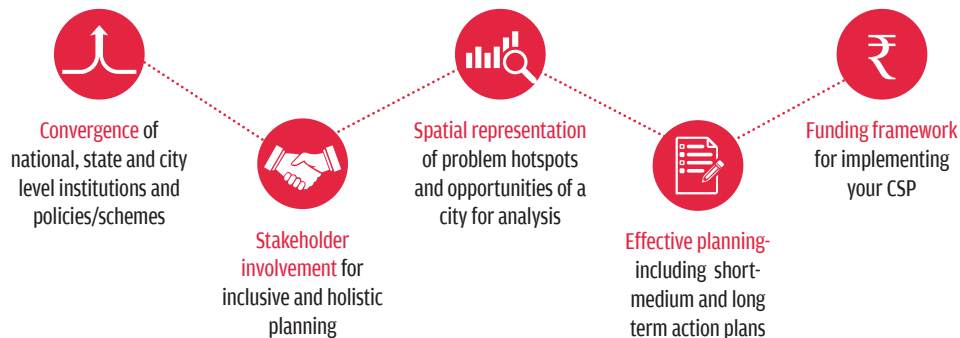 Convergence of
national, state and city
level institutions and
policies/schemes
Stakeholder
involvement for
inclusive and holistic
planning
Spatial representation
of problem hotspots
and opportunities of a
city for analysis
Effective planning-
including short-
medium and long
term action plans
₹
Funding framework
for implementing
your CSP